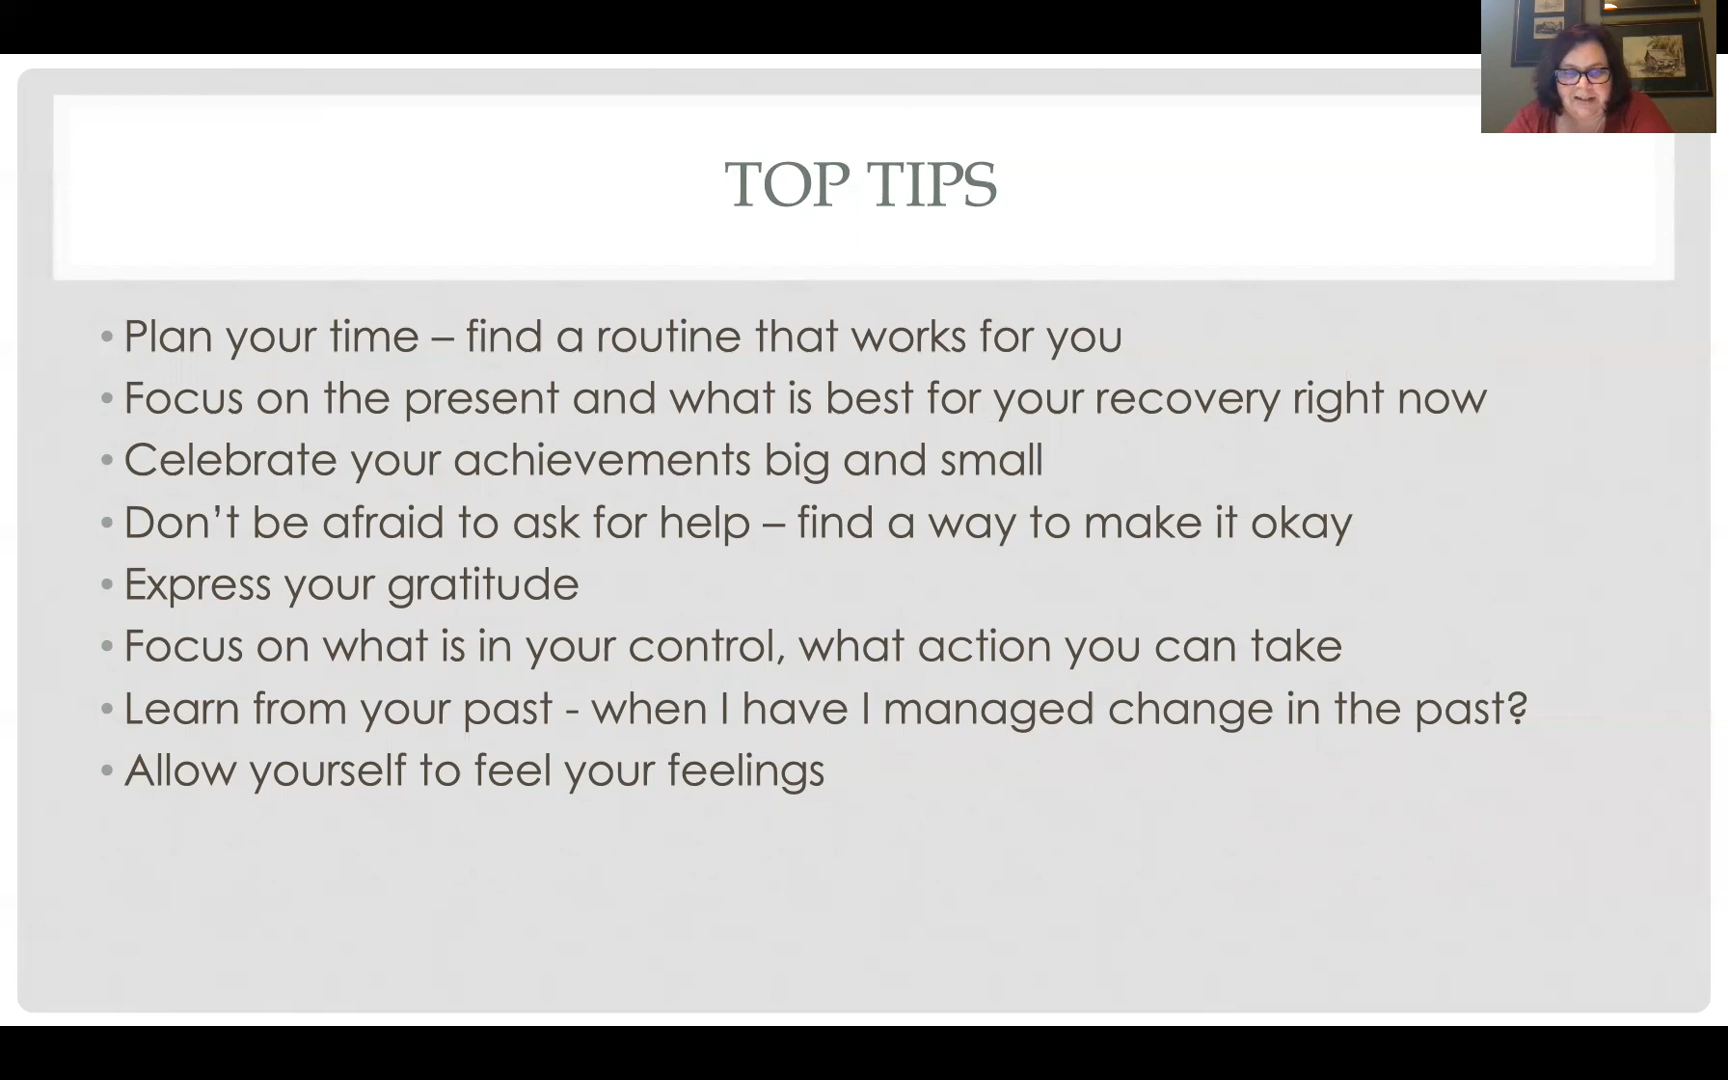 TOP TIPS
• Plan your time – find a routine that works for you
• Focus on the present and what is best for your recovery right now
• Celebrate your achievements big and small
• Don’t be afraid to ask for help – find a way to make it okay
• Express your gratitude
• Focus on what is in your control, what action you can take
• Learn from your past - when I have I managed change in the past?
• Allow yourself to feel your feelings